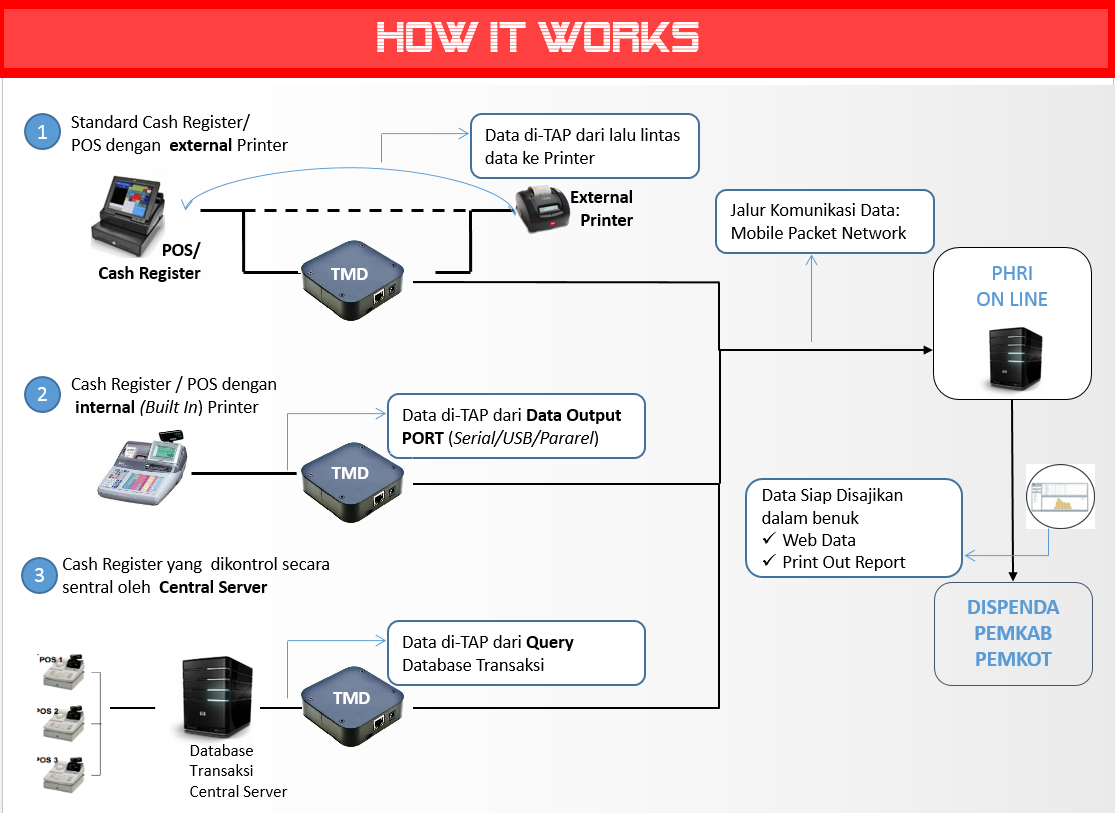 HOW IT WORKS
1
Standard Cash Register/
POS dengan external Printer
Data di-TAP dari lalu lintas
data ke Printer
External
Printer
POS/
Cash Register
TMD
Jalur Komunikasi Data:
Mobile Packet Network
PHRI
ON LINE
2
Cash Register / POS dengan
internal (Built In) Printer
Data di-TAP dari Data Output
PORT (Serial/USB/Pararel)
TMD
Data Siap Disajikan
dalam benuk
✓ Web Data
✓ Print Out Report
3
Cash Register yang dikontrol secara
sentral oleh Central Server
DISPENDA
PEMKAB
PEMKOT
Data di-TAP dari Query
Database Transaksi
POS 1
POS 2
POS 3
TMD
Database
Transaksi
Central Server